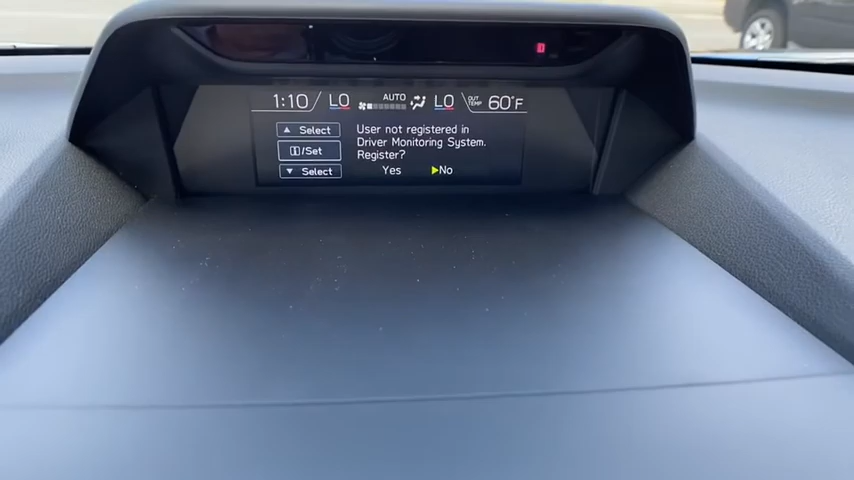 1:10 LO AUTO LO OUT TEMP 60°F
▲ Select
User not registered in
Driver Monitoring System.
Register?
i/Set
▼ Select
Yes ▶No